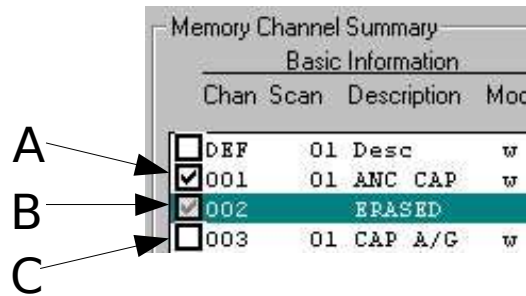 Memory Channel Summary
Basic Information
Chan Scan Description Mod
DEF 01 Desc w
A
001 01 ANC CAP w
B
002 ERASED
003 01 CAP A/G w
C